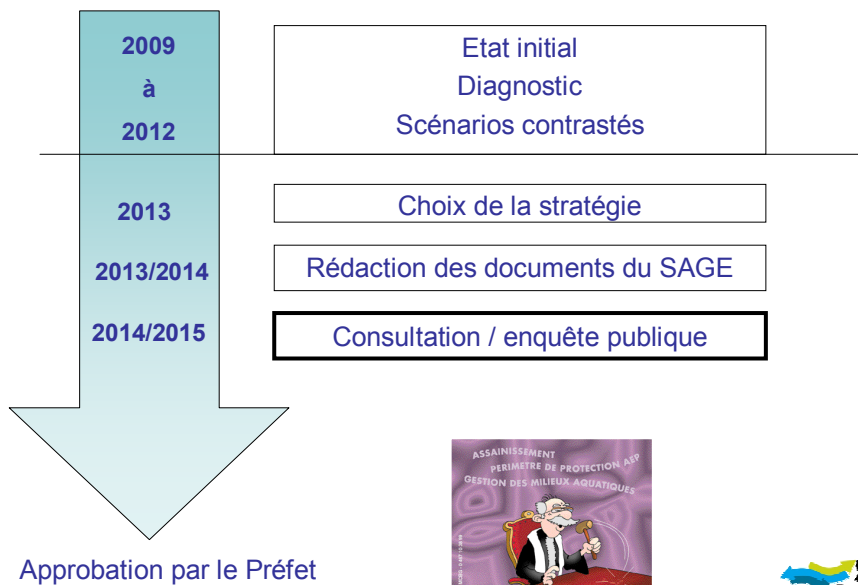 2009
à
2012
Etat initial
Diagnostic
Scénarios contrastés
2013
Choix de la stratégie
2013/2014
Rédaction des documents du SAGE
2014/2015
Consultation / enquête publique
ASSAINISSEMENT
PERIMETRE DE PROTECTION AEP
GESTION DES MILIEUX AQUATIQUES
Approbation par le Préfet